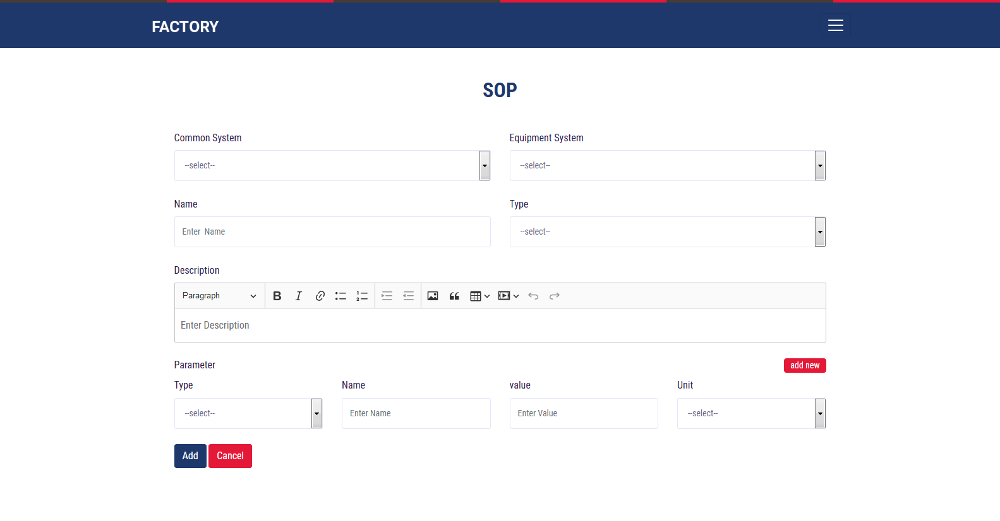 FACTORY
SOP
Common System Equipment System
--select-- --select--
Name Type
Enter  Name --select--
Description
Paragraph B I
Enter Description
Parameter add new
Type Name value Unit
--select-- Enter Name Enter Value --select--
Add Cancel